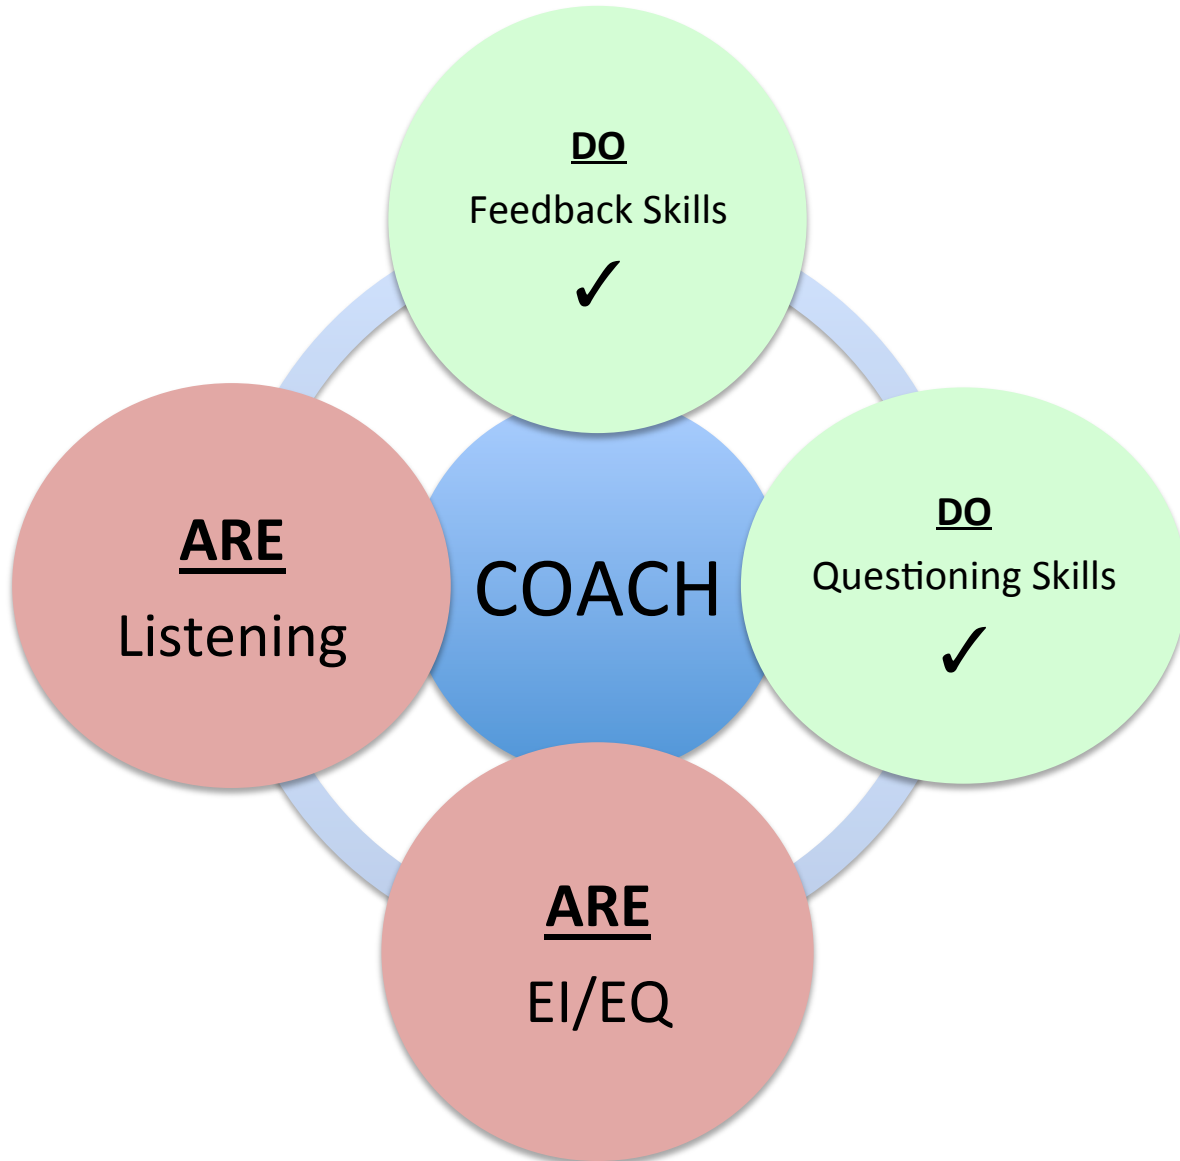 DO
Feedback Skills
✓
ARE
Listening
COACH
DO
Questioning Skills
✓
ARE
EI/EQ